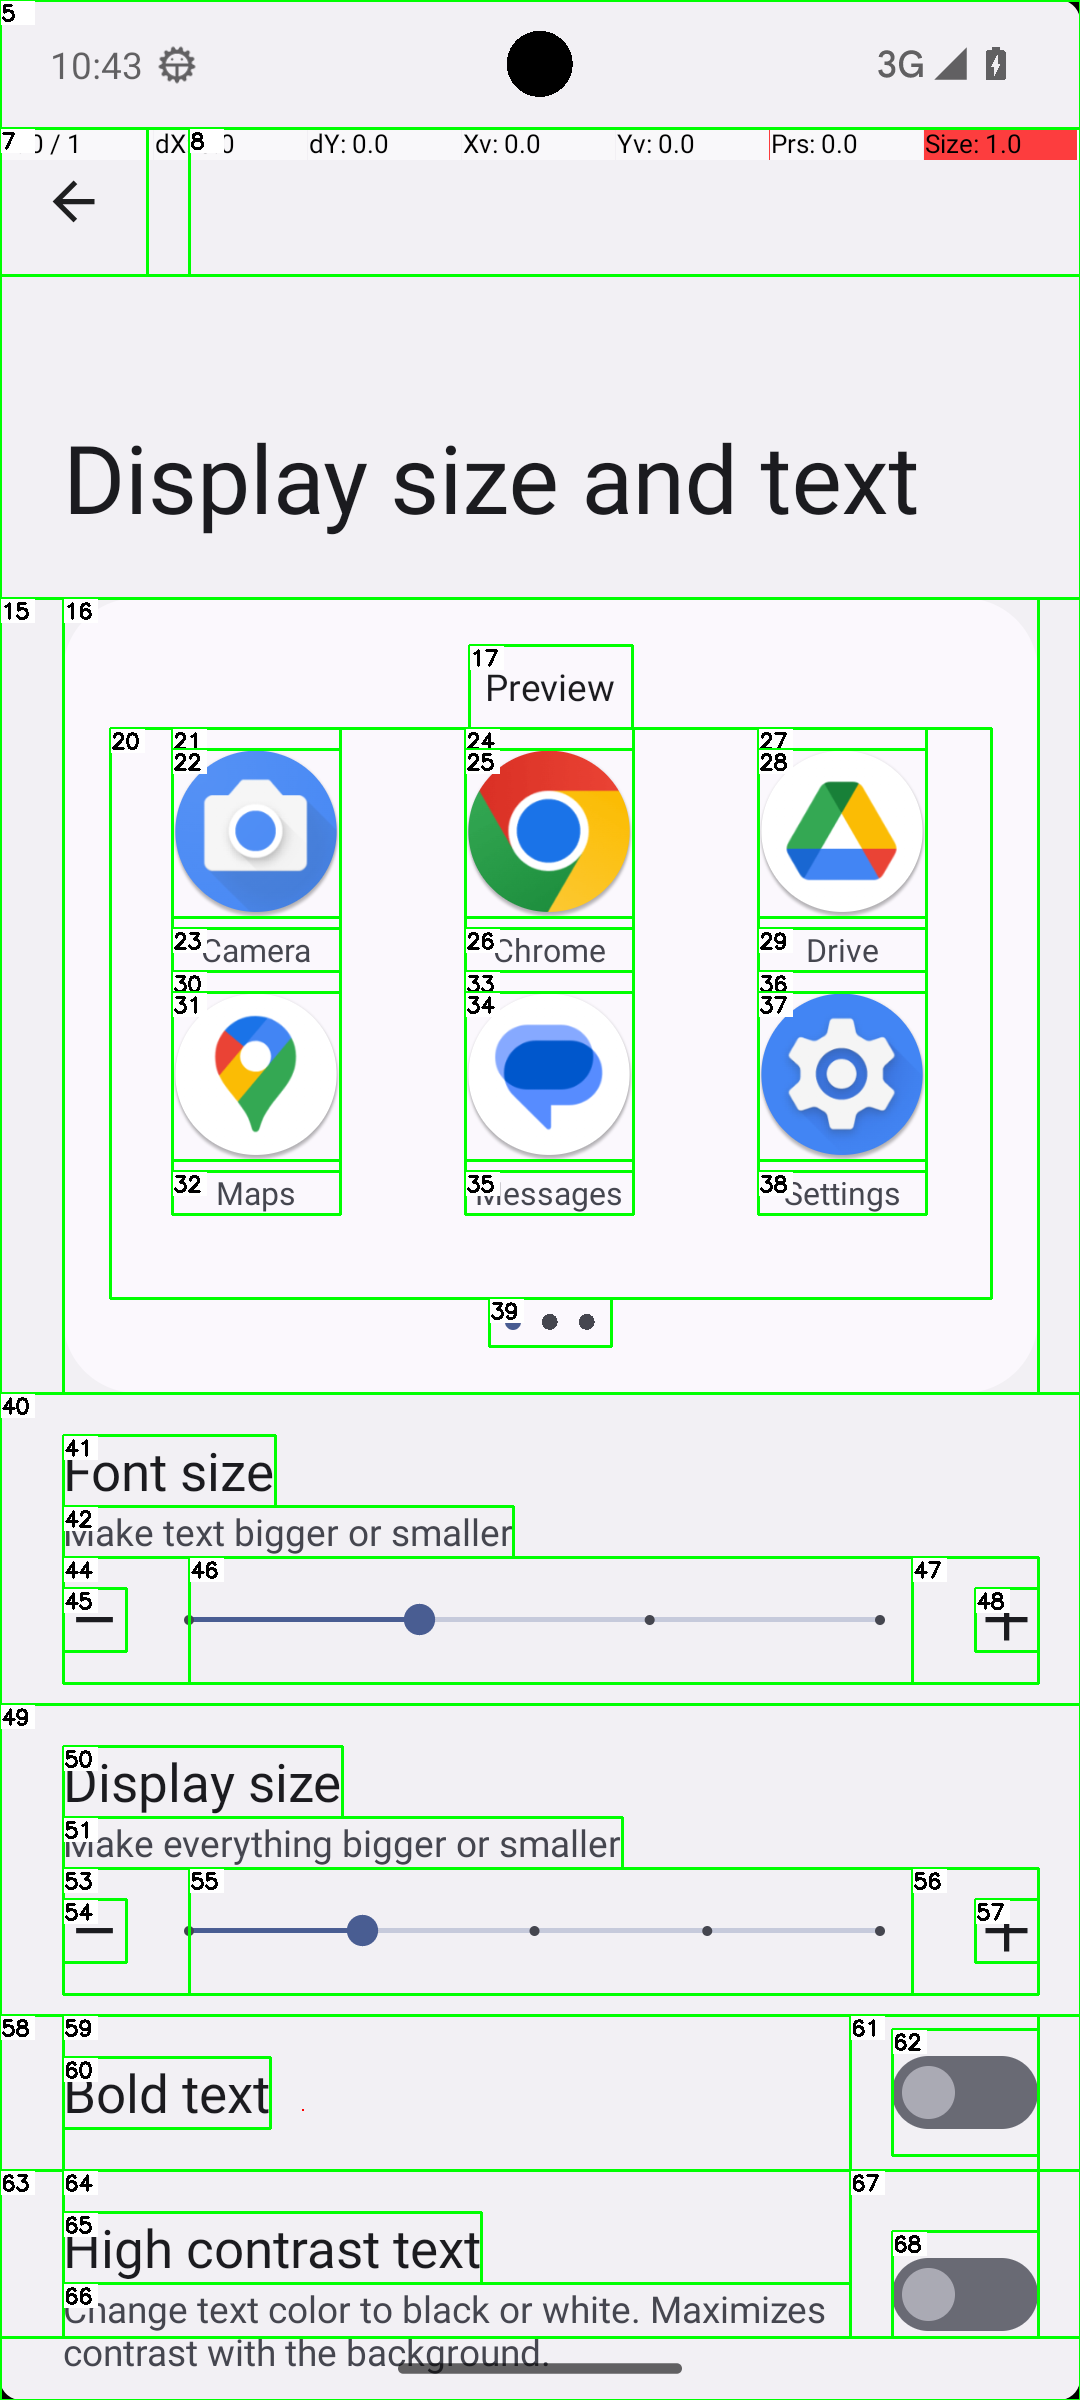 5
10:43
3G
7
0 / 1
dX
8
0
dY: 0.0
Xv: 0.0
Yv: 0.0
Prs: 0.0
Size: 1.0
Display size and text
15
16
17
Preview
20
21
24
27
22
25
28
23
Camera
26
Chrome
29
Drive
30
33
36
31
34
37
32
Maps
35
Messages
38
Settings
39
40
41
Font size
42
Make text bigger or smaller
44
46
47
45
48
49
50
Display size
51
Make everything bigger or smaller
53
55
56
54
57
58
59
61
62
60
Bold text
63
64
67
65
High contrast text
68
66
Change text color to black or white. Maximizes
contrast with the background.